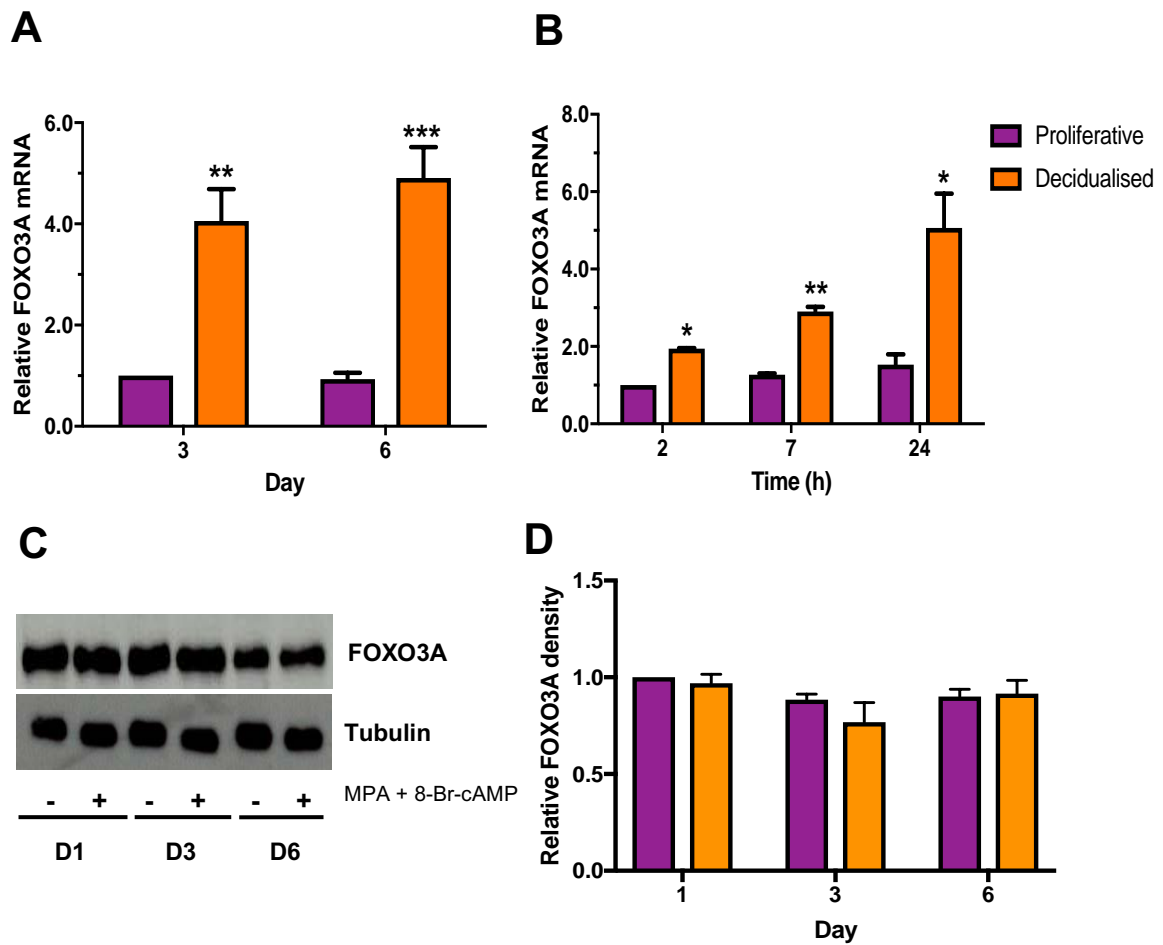 A
Relative FOXO3A mRNA
6.0
4.0
2.0
0.0
**
***
3
6
Day
B
Relative FOXO3A mRNA
8.0
6.0
4.0
2.0
0.0
*
**
*
2
7
24
Time (h)
Proliferative
Decidualised
C
FOXO3A
Tubulin
- + - + - + MPA + 8-Br-cAMP
D1 D3 D6
D
Relative FOXO3A density
1.5
1.0
0.5
0.0
1
3
6
Day